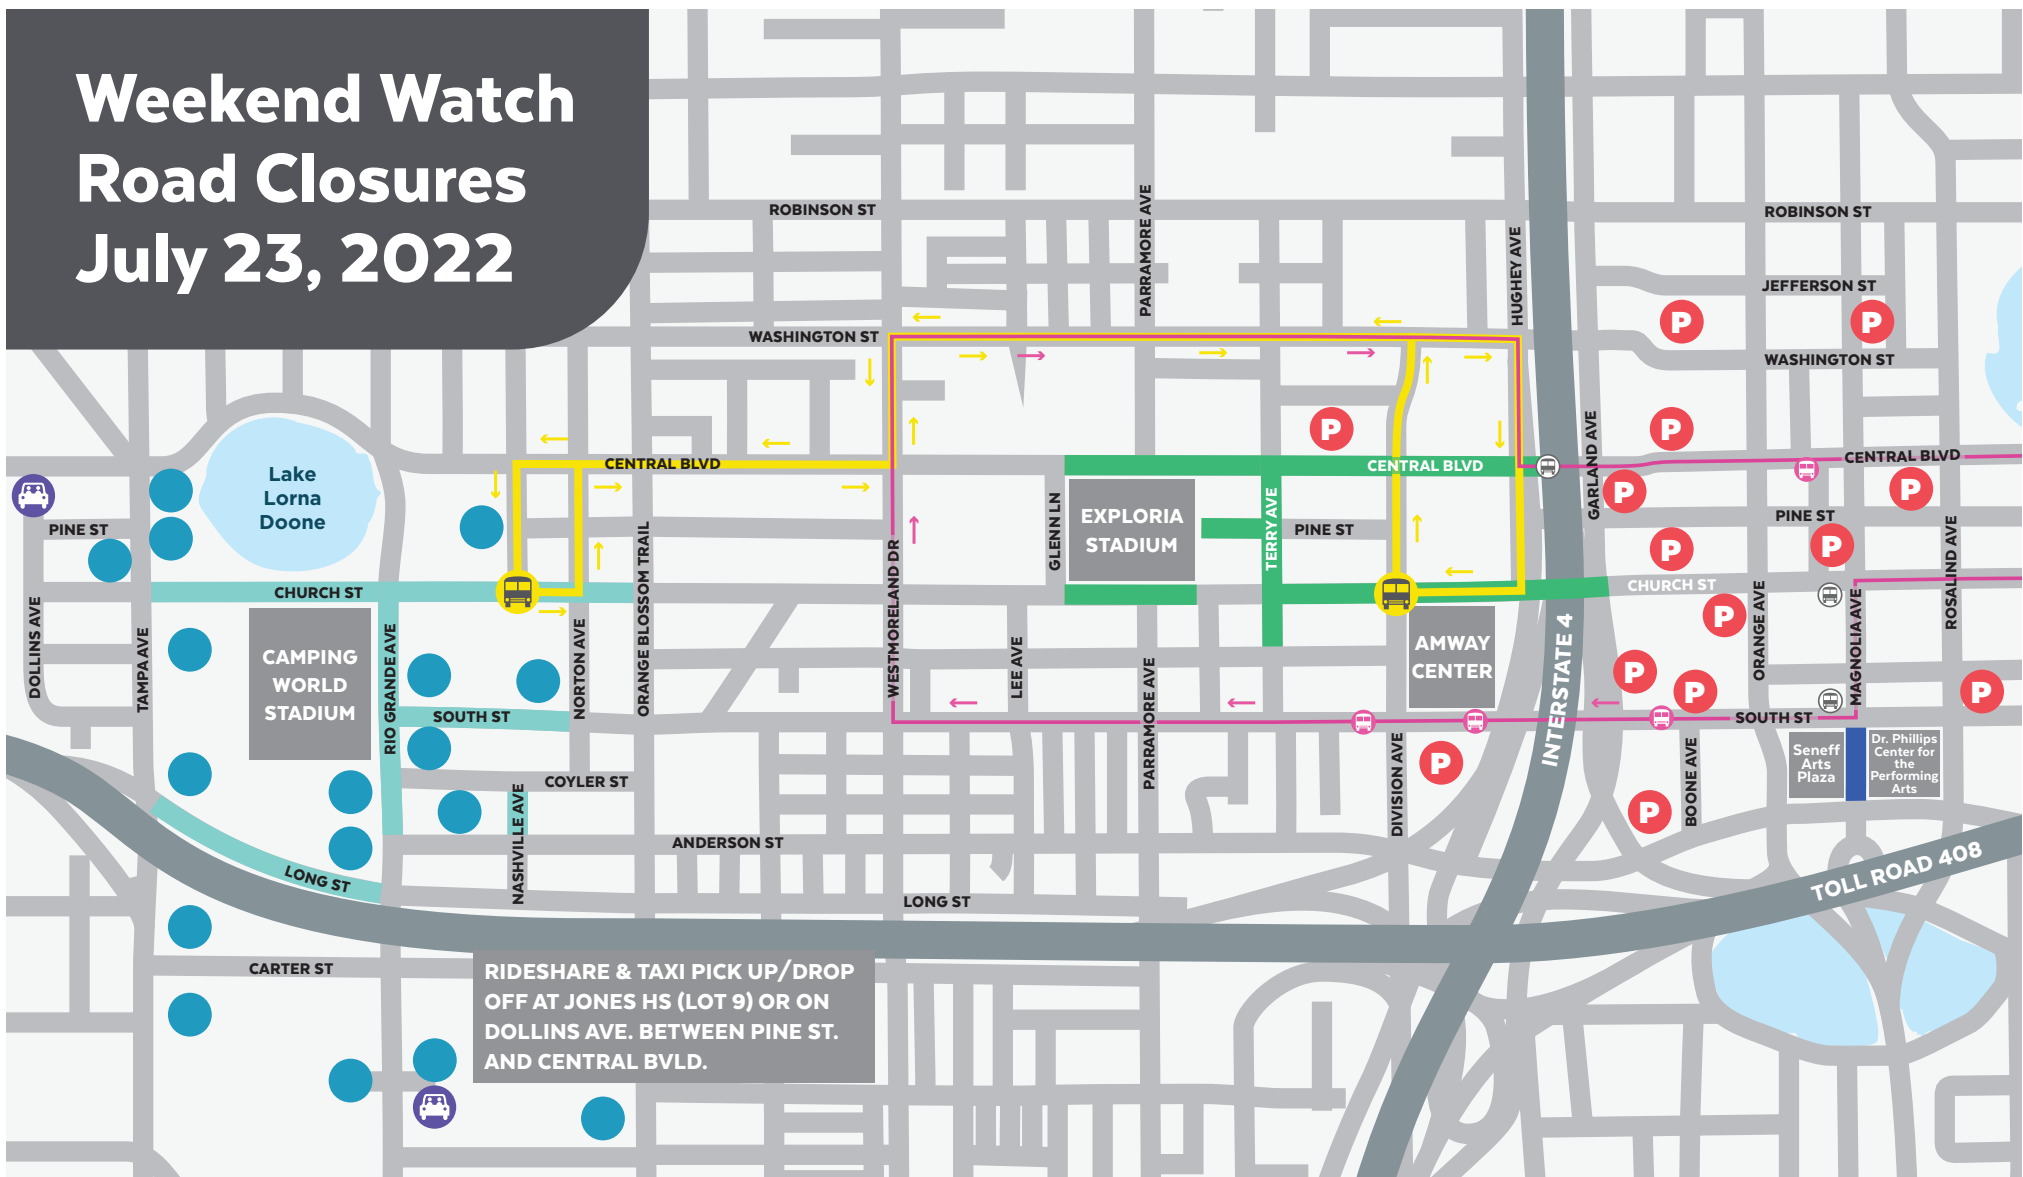 Weekend Watch
Road Closures
July 23, 2022
ROBINSON ST
PARRAMORE AVE
ROBINSON ST
HUGHEY AVE
JEFFERSON ST
P
P
WASHINGTON ST
WASHINGTON ST
GARLAND AVE
P
P
CENTRAL BLVD
CENTRAL BLVD
CENTRAL BLVD
Lake
Lorna
Doone
P
P
PINE ST
ORANGE BLOSSOM TRAIL
WESTMORELAND DR
GLENN LN
EXPLORIA
STADIUM
TERRY AVE
PINE ST
PINE ST
ROSALIND AVE
P
P
CHURCH ST
CHURCH ST
DOLLINS AVE
TAMPA AVE
CAMPING
WORLD
STADIUM
RIO GRANDE AVE
NORTON AVE
LEE AVE
PARRAMORE AVE
AMWAY
CENTER
INTERSTATE 4
P
ORANGE AVE
MAGNOLIA AVE
P
P
P
SOUTH ST
SOUTH ST
DIVISION AVE
P
BOONE AVE
Seneff
Arts
Plaza
Dr. Phillips
Center for
the
Performing
Arts
COYLER ST
NASHVILLE AVE
P
ANDERSON ST
LONG ST
LONG ST
TOLL ROAD 408
CARTER ST
RIDESHARE & TAXI PICK UP/DROP
OFF AT JONES HS (LOT 9) OR ON
DOLLINS AVE. BETWEEN PINE ST.
AND CENTRAL BVLD.